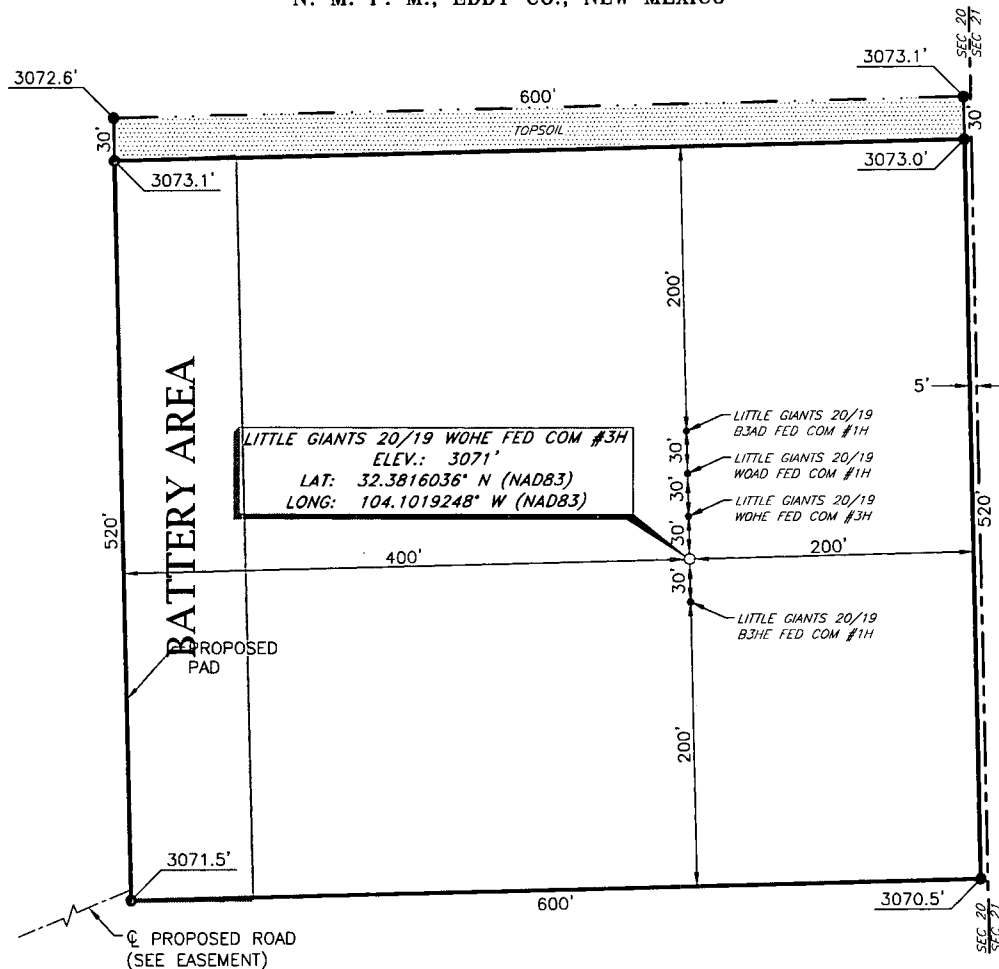 N. M. P. M., EDDY CO., NEW MEXICO
SEC 20
SEC 21
3072.6'
3073.1'
600'
30'
TOPSOIL
30'
3073.1'
3073.0'
200'
5'
BATTERY AREA
LITTLE GIANTS 20/19 WOHE FED COM #3H
ELEV.: 3071'
LAT: 32.3816036° N (NAD83)
LONG: 104.1019248° W (NAD83)
LITTLE GIANTS 20/19
B3AD FED COM #1H
30'
LITTLE GIANTS 20/19
WOAD FED COM #1H
30'
LITTLE GIANTS 20/19
WOHE FED COM #3H
30'
520'
520'
400'
200'
30'
LITTLE GIANTS 20/19
B3HE FED COM #1H
PROPOSED
PAD
200'
3071.5'
600'
3070.5'
℄ PROPOSED ROAD
(SEE EASEMENT)
SEC 20
SEC 21